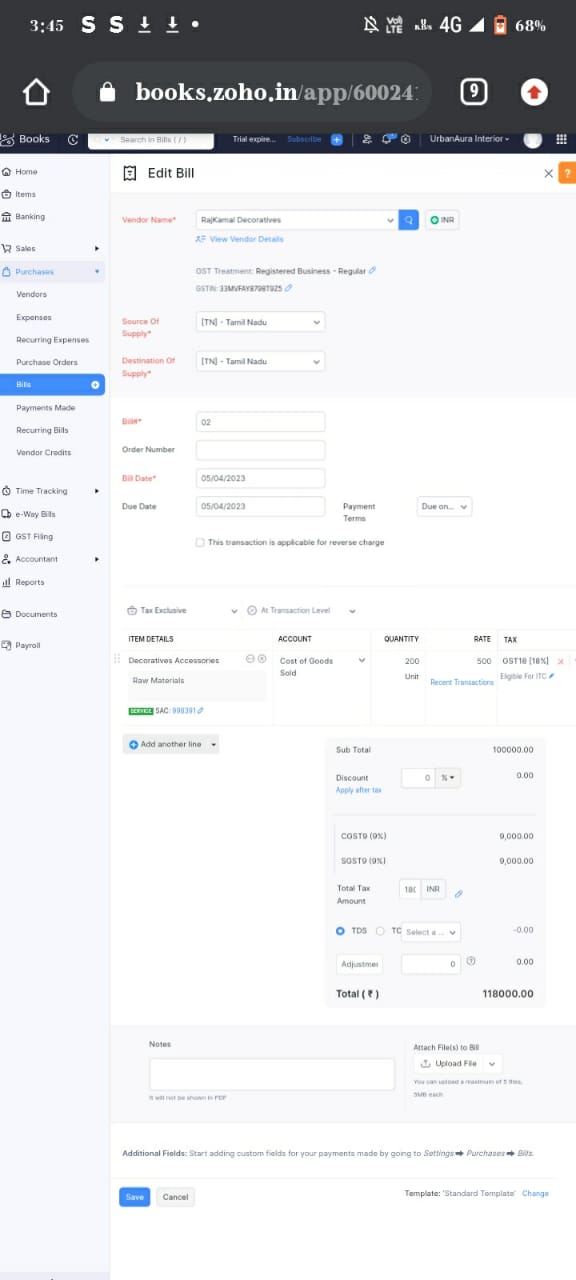 3:45 S S
Vo) LTE KB/s 4G 68%
books.zoho.in/app/60024
9
Books
Search in Bills ( / )
Trial expire...
Subscribe
UrbanAura Interior
Home
Items
Banking
Sales
Purchases
Vendors
Expenses
Recurring Expenses
Purchase Orders
Bills
Payments Made
Recurring Bills
Vendor Credits
Time Tracking
e-Way Bills
GST Filing
Accountant
Reports
Documents
Payroll
Edit Bill
?
Vendor Name*
RajKamal Decoratives
INR
View Vendor Details
GST Treatment: Registered Business - Regular
GSTIN: 33MVFAY8798T9Z5
Source Of Supply*
[TN] - Tamil Nadu
Destination Of Supply*
[TN] - Tamil Nadu
Bill#*
02
Order Number
Bill Date*
05/04/2023
Due Date
05/04/2023
Payment Terms
Due on...
This transaction is applicable for reverse charge
Tax Exclusive
At Transaction Level
ITEM DETAILS ACCOUNT QUANTITY RATE TAX
Decoratives Accessories
Raw Materials
SERVICE SAC: 998391
Cost of Goods Sold
200
Unit
500
Recent Transactions
GST18 [18%]
Eligible For ITC
Add another line
Sub Total 100000.00
Discount 0 % 0.00
Apply after tax
CGST9 (9%) 9,000.00
SGST9 (9%) 9,000.00
Total Tax Amount
180 INR
TDS TC Select a ... -0.00
Adjustmen 0 0.00
Total ( ₹ ) 118000.00
Notes
It will not be shown in PDF
Attach File(s) to Bill
Upload File
You can upload a maximum of 5 files, 5MB each
Additional Fields: Start adding custom fields for your payments made by going to Settings ➡ Purchases ➡ Bills.
Save
Cancel
Template: 'Standard Template' Change